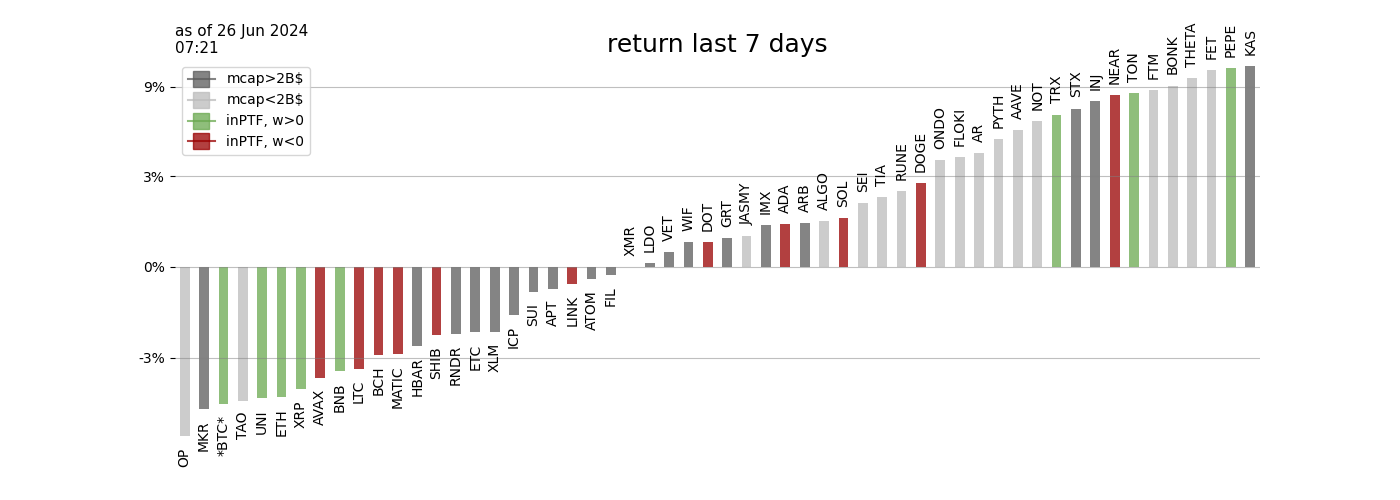 as of 26 Jun 2024
07:21
return last 7 days
mcap>2B$
mcap<2B$
inPTF, w>0
inPTF, w<0
9%
3%
0%
-3%
OP
MKR
*BTC*
TAO
UNI
ETH
XRP
AVAX
BNB
LTC
BCH
MATIC
HBAR
SHIB
RNDR
ETC
XLM
ICP
SUI
APT
LINK
ATOM
FIL
XMR
LDO
VET
WIF
DOT
GRT
JASMY
IMX
ADA
ARB
ALGO
SOL
SEI
TIA
RUNE
DOGE
ONDO
FLOKI
AR
PYTH
AAVE
NOT
TRX
STX
INJ
NEAR
TON
FTM
BONK
THETA
FET
PEPE
KAS